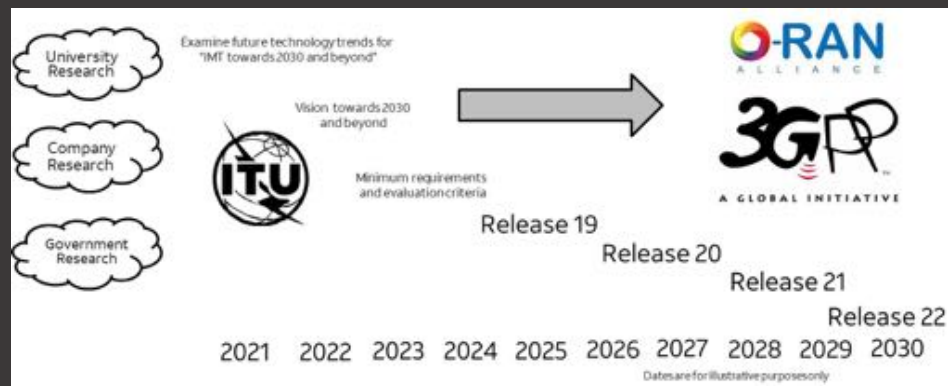 University
Research
Company
Research
Government
Research
Examine future technology trends for
"IMT towards 2030 and beyond"
Vision towards 2030
and beyond
ITU
Minimum requirements
and evaluation criteria
O-RAN
ALLIANCE
3GPP
TM
A GLOBAL INITIATIVE
Release 19
Release 20
Release 21
Release 22
2021 2022 2023 2024 2025 2026 2027 2028 2029 2030
Dates are for illustrative purposes only